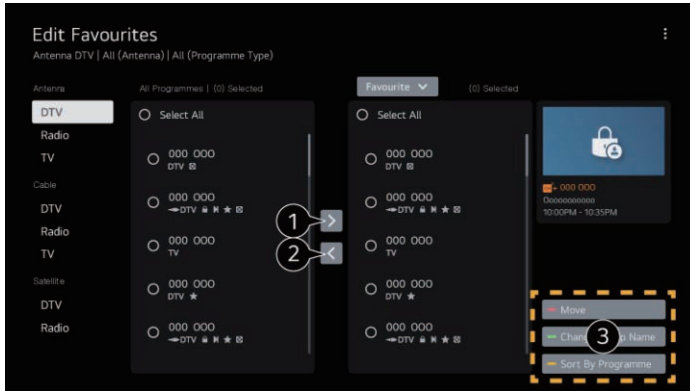 Edit Favourites
Antenna DTV | All (Antenna) | All (Programme Type)
Antenna
DTV
Radio
TV
Cable
DTV
Radio
TV
Satellite
DTV
Radio
All Programmes | (0) Selected
Select All
000 000
DTV
000 000
DTV
000 000
TV
000 000
DTV
000 000
DTV
1
2
Favourite
(0) Selected
Select All
000 000
DTV
000 000
DTV
000 000
TV
000 000
DTV
000 000
DTV
000 000
Oooooooooo
10:00PM - 10:35PM
Move
3
Name
Sort By Programme